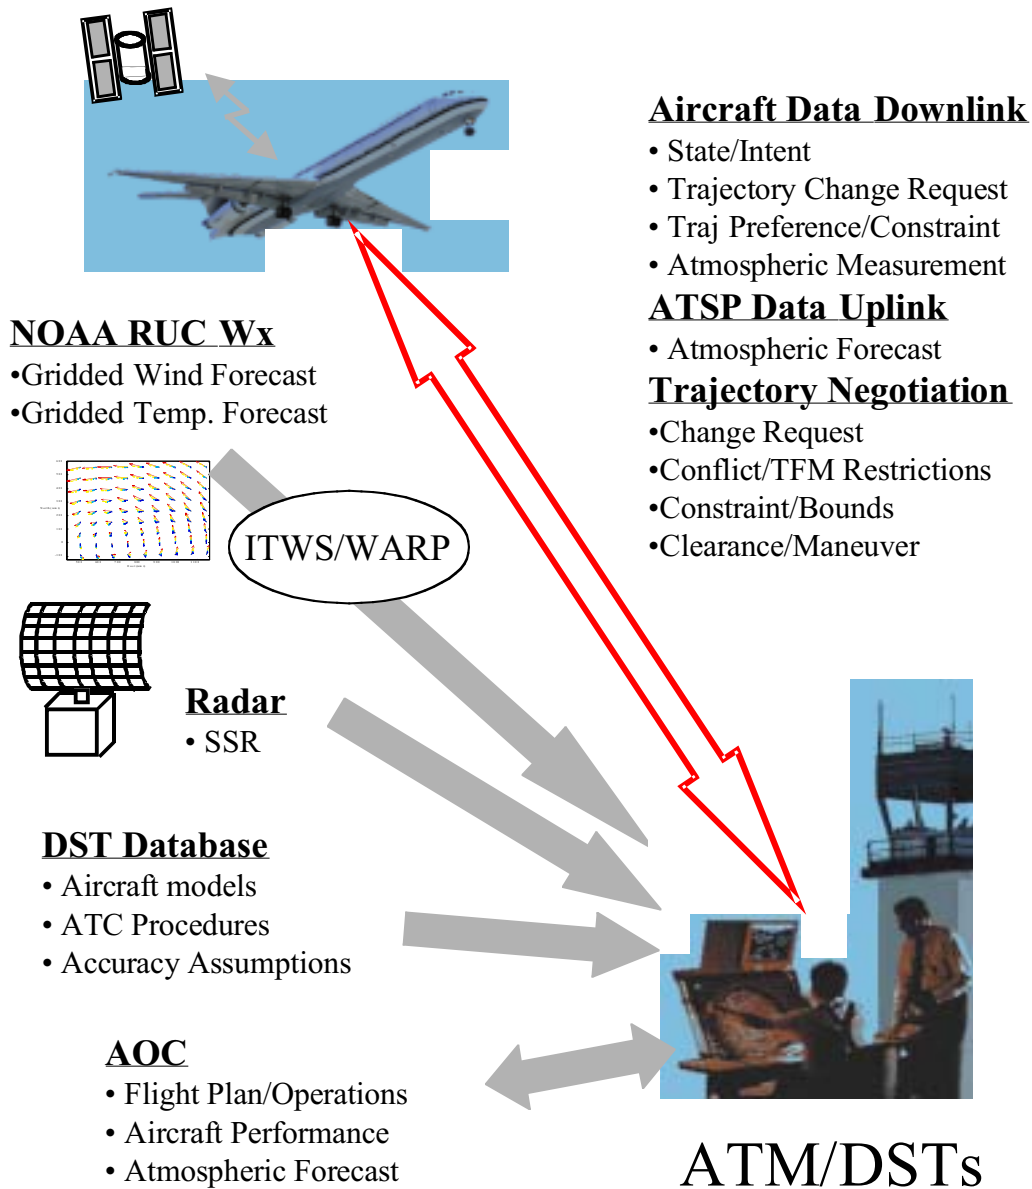 Aircraft Data Downlink
• State/Intent
• Trajectory Change Request
• Traj Preference/Constraint
• Atmospheric Measurement
ATSP Data Uplink
• Atmospheric Forecast
Trajectory Negotiation
•Change Request
•Conflict/TFM Restrictions
•Constraint/Bounds
•Clearance/Maneuver
NOAA RUC Wx
•Gridded Wind Forecast
•Gridded Temp. Forecast
ITWS/WARP
Radar
• SSR
DST Database
• Aircraft models
• ATC Procedures
• Accuracy Assumptions
AOC
• Flight Plan/Operations
• Aircraft Performance
• Atmospheric Forecast
ATM/DSTs